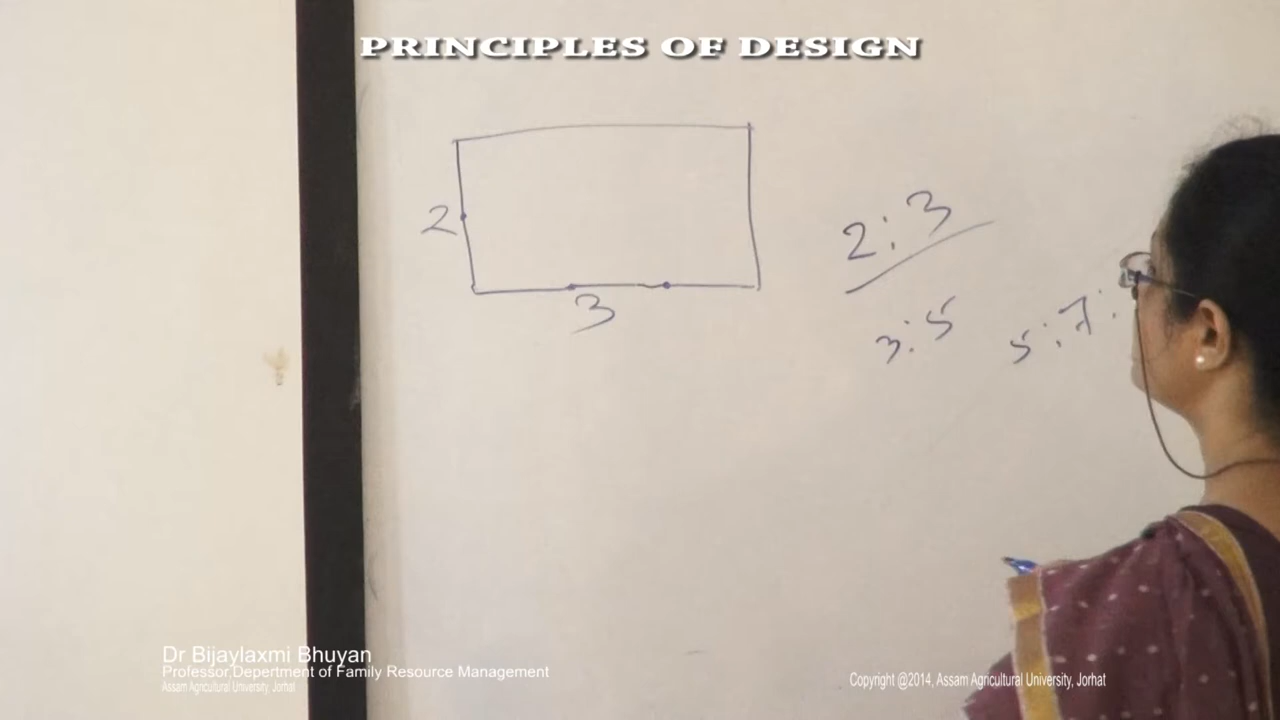 PRINCIPLES OF DESIGN
2
3
2:3
3:5
5:7:
Dr Bijaylaxmi Bhuyan
Professor,Depertment of Family Resource Management
Assam Agricultural University, Jorhat
Copyright @2014, Assam Agricultural University, Jorhat